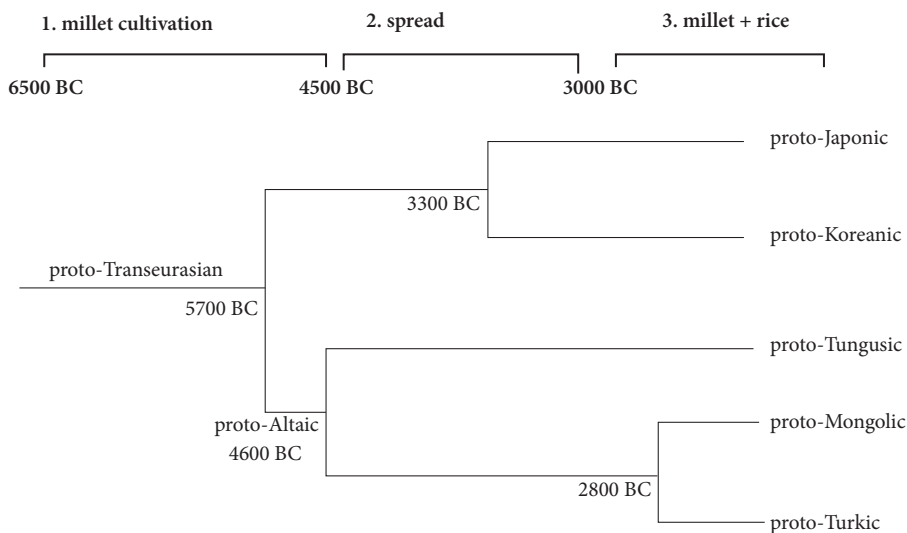 1. millet cultivation
2. spread
3. millet + rice
6500 BC
4500 BC
3000 BC
proto-Japonic
3300 BC
proto-Koreanic
proto-Transeurasian
5700 BC
proto-Tungusic
proto-Altaic
4600 BC
proto-Mongolic
2800 BC
proto-Turkic